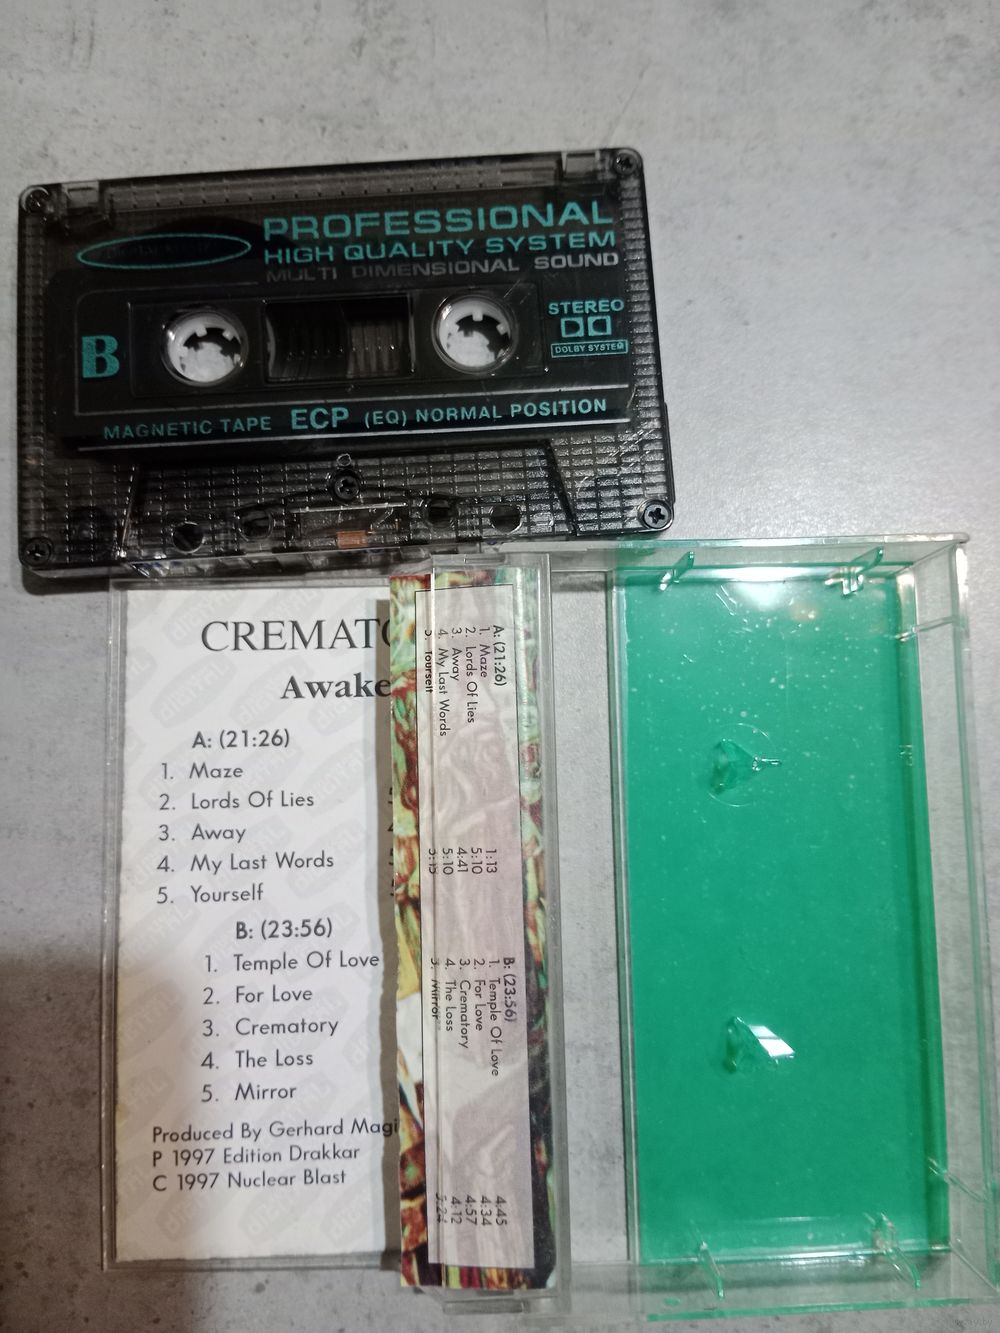 PROFESSIONAL
HIGH QUALITY SYSTEM
MULTI DIMENSIONAL SOUND
B
STEREO
DOLBY SYSTEM
MAGNETIC TAPE ECP (EQ) NORMAL POSITION
Awake
A: (21:26)
1. Maze
2. Lords Of Lies
3. Away
4. My Last Words
5. Yourself
B: (23:56)
1. Temple Of Love
2. For Love
3. Crematory
4. The Loss
5. Mirror
Produced By Gerhard Magi
P 1997 Edition Drakkar
C 1997 Nuclear Blast
A: (21:26)
1. Maze 1:13
2. Lords Of Lies 5:10
3. Away 4:41
4. My Last Words 5:10
5. Yourself
B: (23:56)
1. Temple Of Love 4:45
2. For Love 4:34
3. Crematory 4:57
4. The Loss 4:12
5. Mirror 5:24